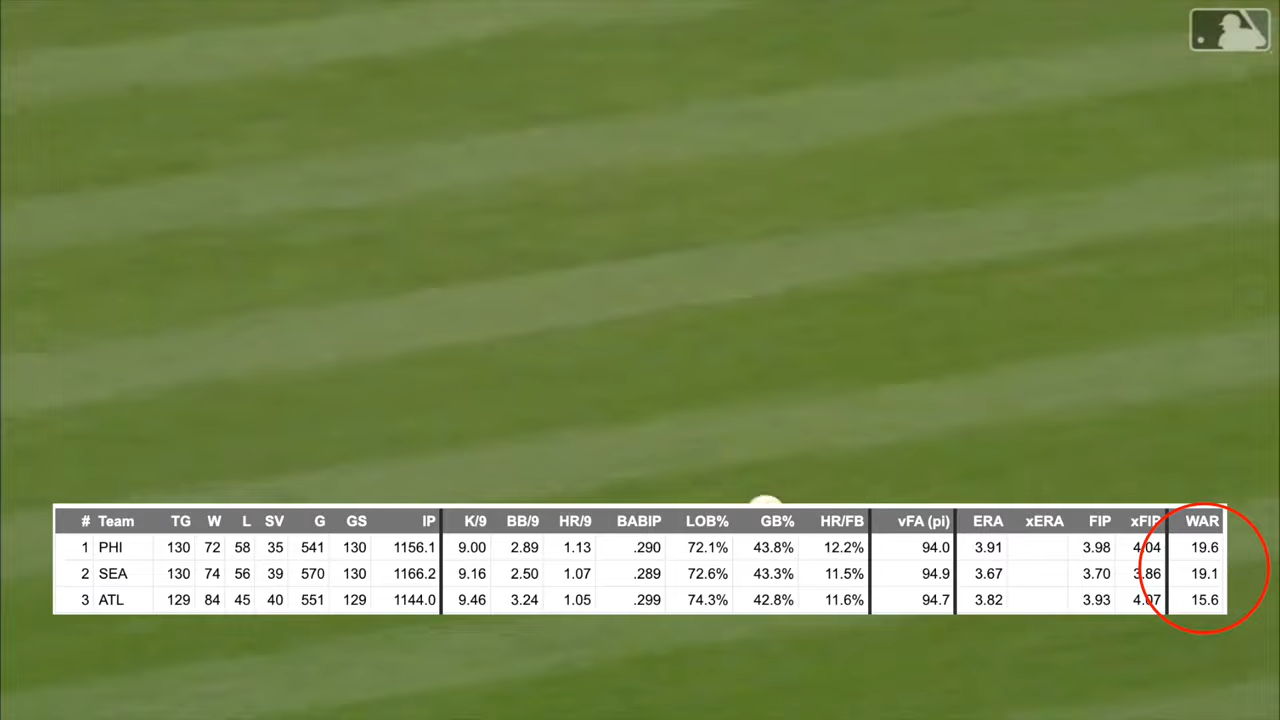 # Team TG W L SV G GS IP K/9 BB/9 HR/9 BABIP LOB% GB% HR/FB vFA (pi) ERA xERA FIP xFIP WAR
1 PHI 130 72 58 35 541 130 1156.1 9.00 2.89 1.13 .290 72.1% 43.8% 12.2% 94.0 3.91 3.98 4.04 19.6
2 SEA 130 74 56 39 570 130 1166.2 9.16 2.50 1.07 .289 72.6% 43.3% 11.5% 94.9 3.67 3.70 3.86 19.1
3 ATL 129 84 45 40 551 129 1144.0 9.46 3.24 1.05 .299 74.3% 42.8% 11.6% 94.7 3.82 3.93 4.07 15.6